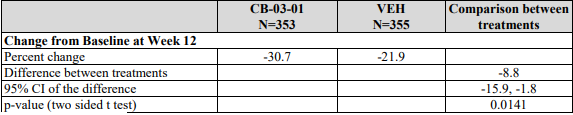 CB-03-01 VEH Comparison between
N=353 N=355 treatments
Change from Baseline at Week 12
Percent change -30.7 -21.9
Difference between treatments -8.8
95% CI of the difference -15.9, -1.8
p-value (two sided t test) 0.0141